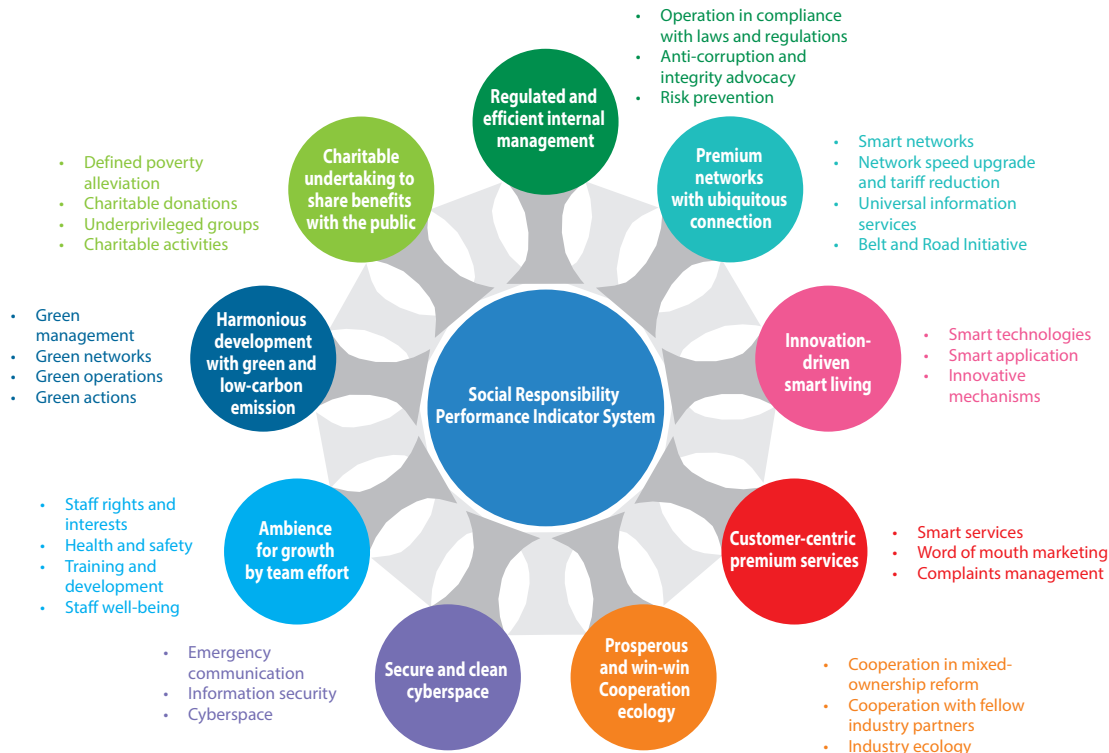 • Operation in compliance
with laws and regulations
• Anti-corruption and
integrity advocacy
• Risk prevention
Regulated and
efficient internal
management
Premium
networks
with ubiquitous
connection
• Smart networks
• Network speed upgrade
and tariff reduction
• Universal information
services
• Belt and Road Initiative
Innovation-
driven
smart living
• Smart technologies
• Smart application
• Innovative
mechanisms
Customer-centric
premium services
• Smart services
• Word of mouth marketing
• Complaints management
Prosperous
and win-win
Cooperation
ecology
• Cooperation in mixed-
ownership reform
• Cooperation with fellow
industry partners
• Industry ecology
Secure and clean
cyberspace
• Emergency
communication
• Information security
• Cyberspace
Ambience
for growth
by team effort
• Staff rights and
interests
• Health and safety
• Training and
development
• Staff well-being
Harmonious
development
with green and
low-carbon
emission
• Green
management
• Green networks
• Green operations
• Green actions
Charitable
undertaking to
share benefits
with the public
• Defined poverty
alleviation
• Charitable donations
• Underprivileged groups
• Charitable activities
Social Responsibility
Performance Indicator System